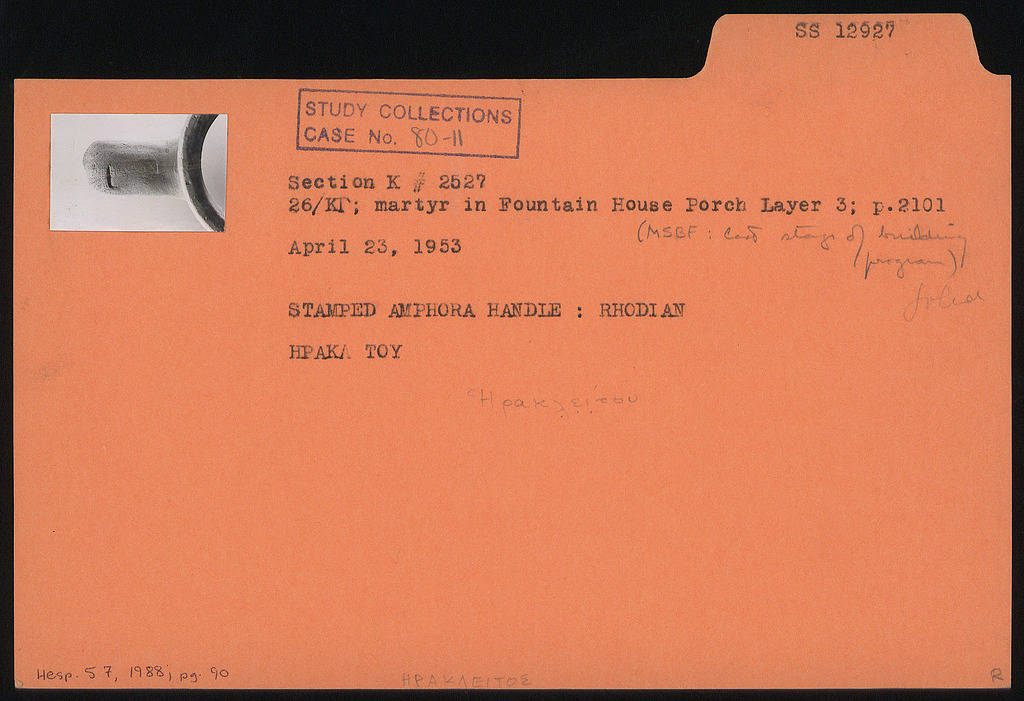 SS 12927
STUDY COLLECTIONS
CASE No. 80-11
Section K # 2527
26/ΚΓ; martyr in Fountain House Porch Layer 3; p.2101
(MSBF: stage of building
program)
April 23, 1953
STAMPED AMPHORA HANDLE : RHODIAN
ΗΡΑΚΛ ΤΟΥ
Ἡρακλείτου
Hesp. 57, 1988, pg. 90
ΗΡΑΚΛΕΙΤΟΣ
R